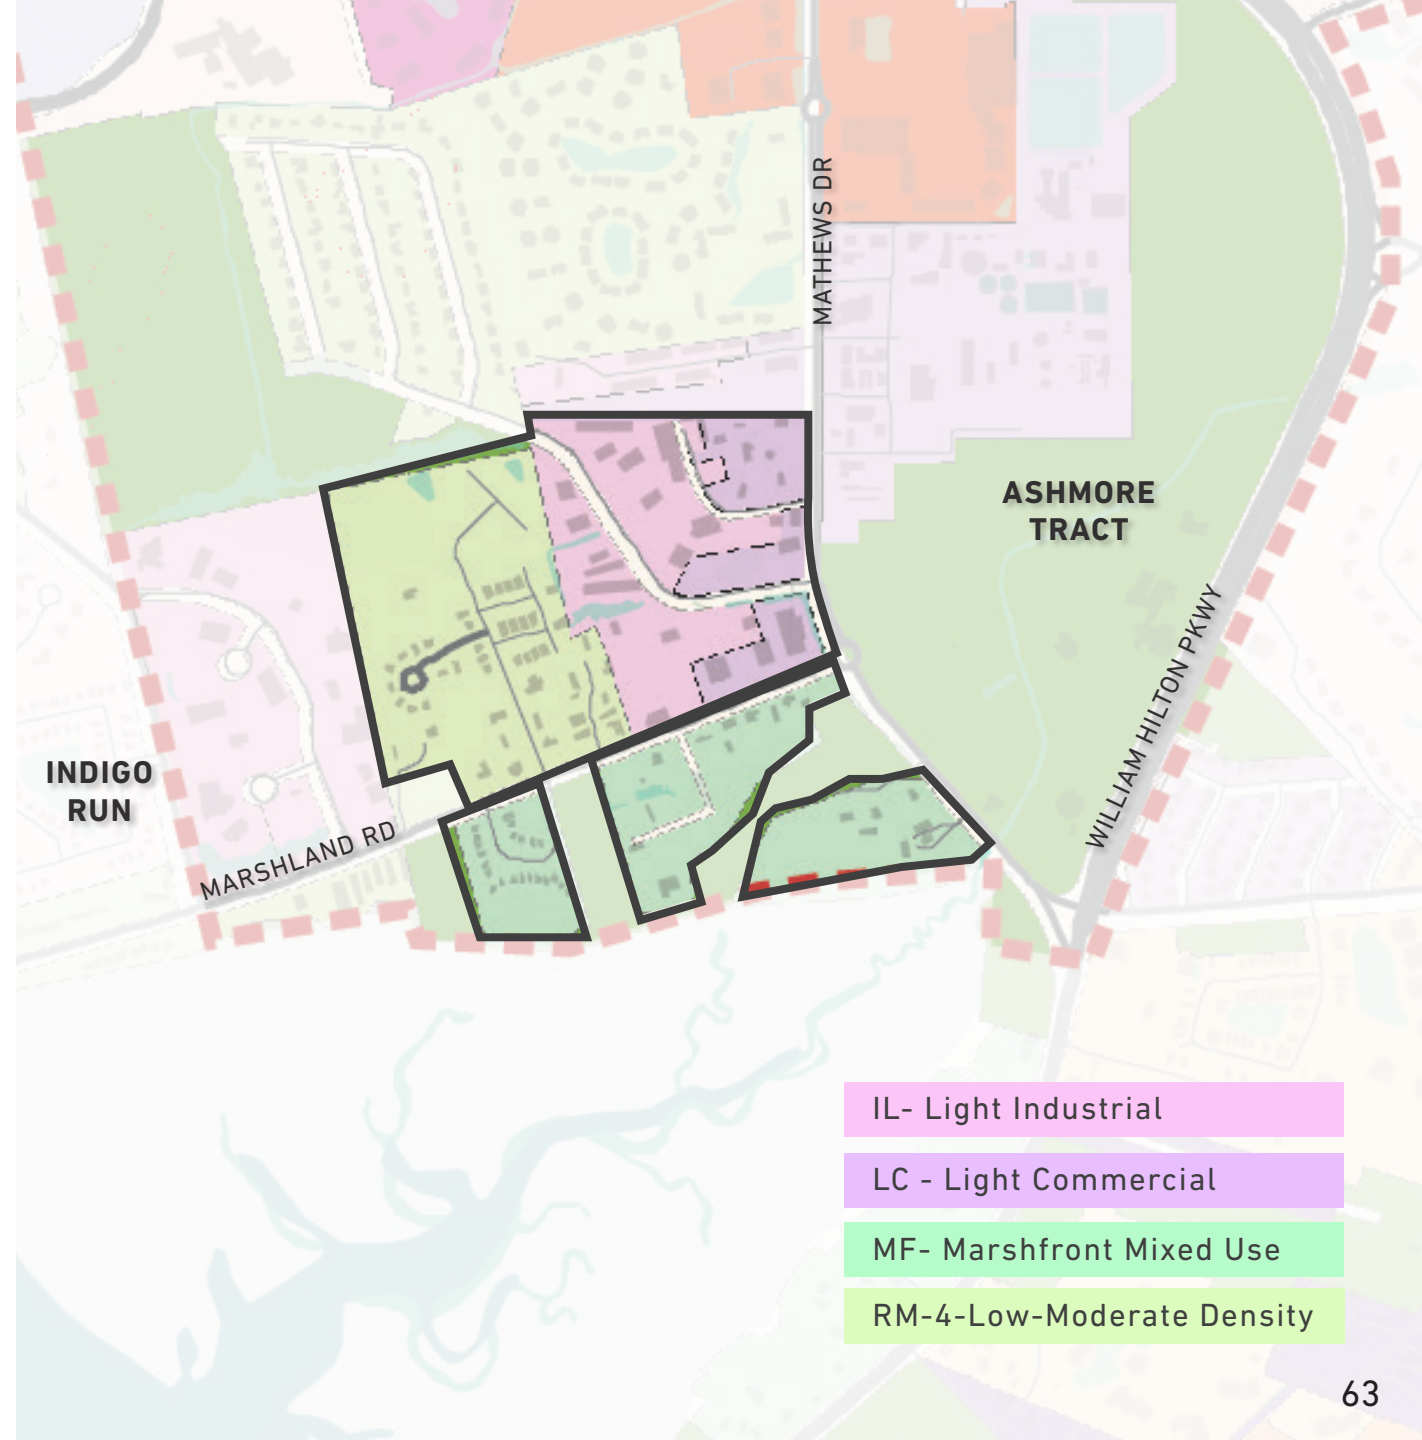 MATHEWS DR
ASHMORE
TRACT
WILLIAM HILTON PKWY
INDIGO
RUN
MARSHLAND RD
IL- Light Industrial
LC - Light Commercial
MF- Marshfront Mixed Use
RM-4-Low-Moderate Density
63